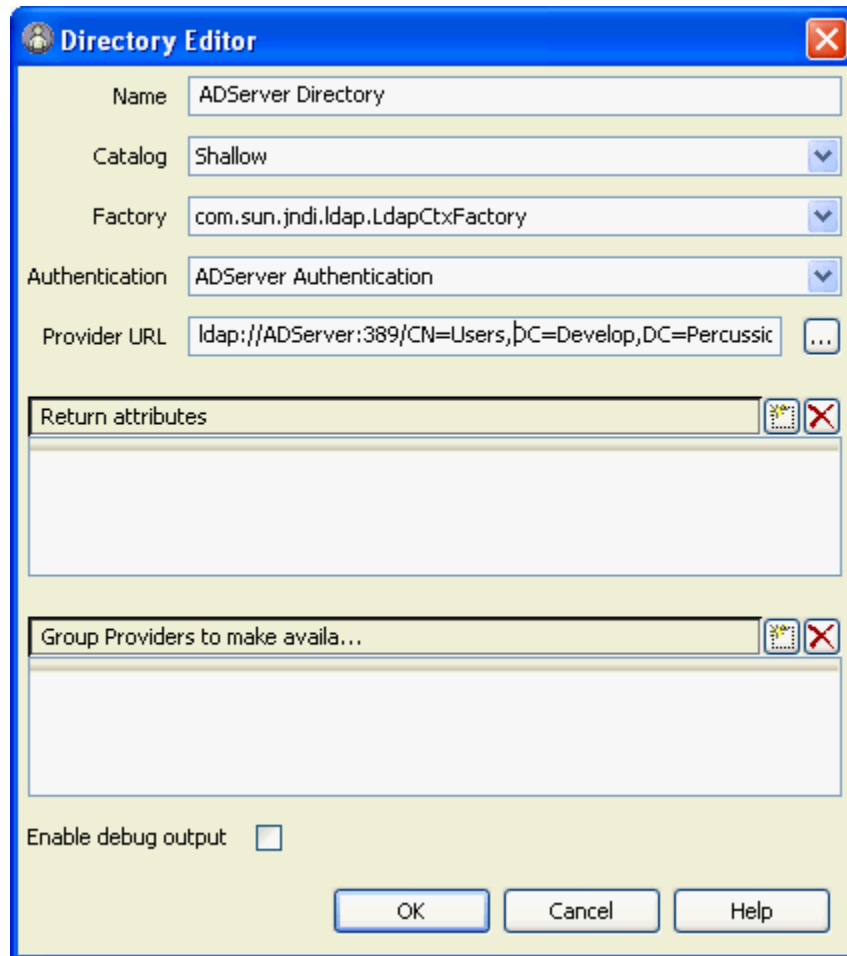 Directory Editor
Name ADServer Directory
Catalog Shallow
Factory com.sun.jndi.ldap.LdapCtxFactory
Authentication ADServer Authentication
Provider URL ldap://ADServer:389/CN=Users,DC=Develop,DC=Percussic ...
Return attributes
Group Providers to make availa...
Enable debug output
OK Cancel Help